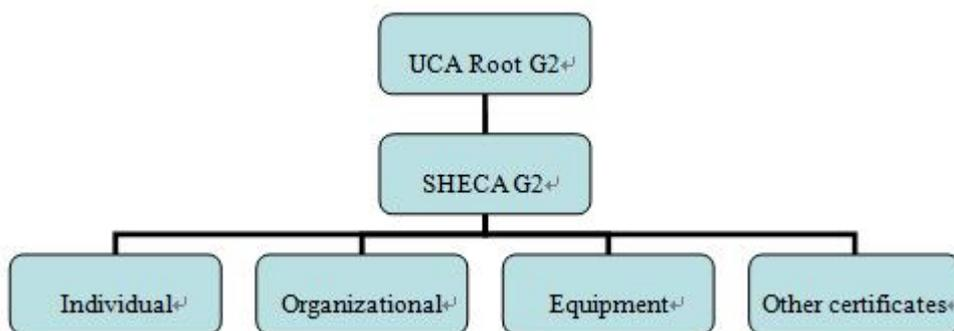 UCA Root G2↵
SHECA G2↵
Individual↵
Organizational↵
Equipment↵
Other certificates↵